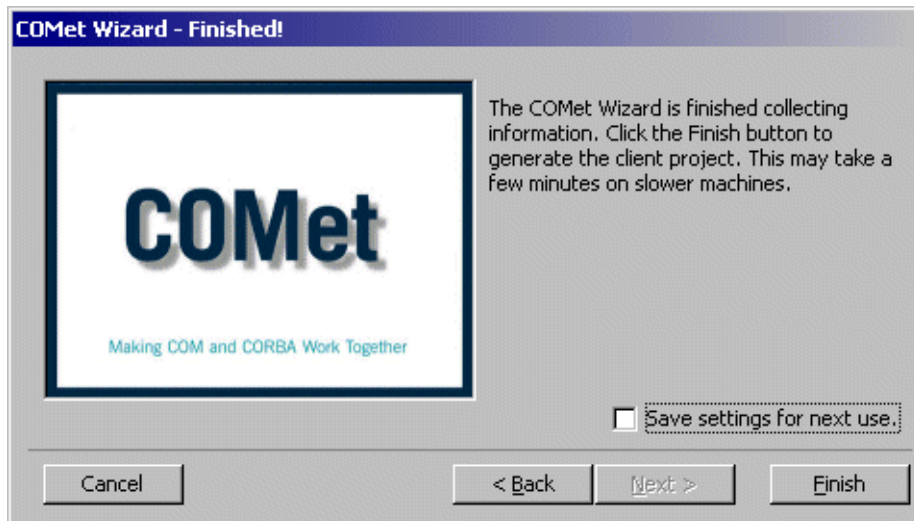 COMet Wizard - Finished!
The COMet Wizard is finished collecting
information. Click the Finish button to
generate the client project. This may take a
few minutes on slower machines.
COMet
Making COM and CORBA Work Together
Save settings for next use.
Cancel
< Back
Next >
Finish